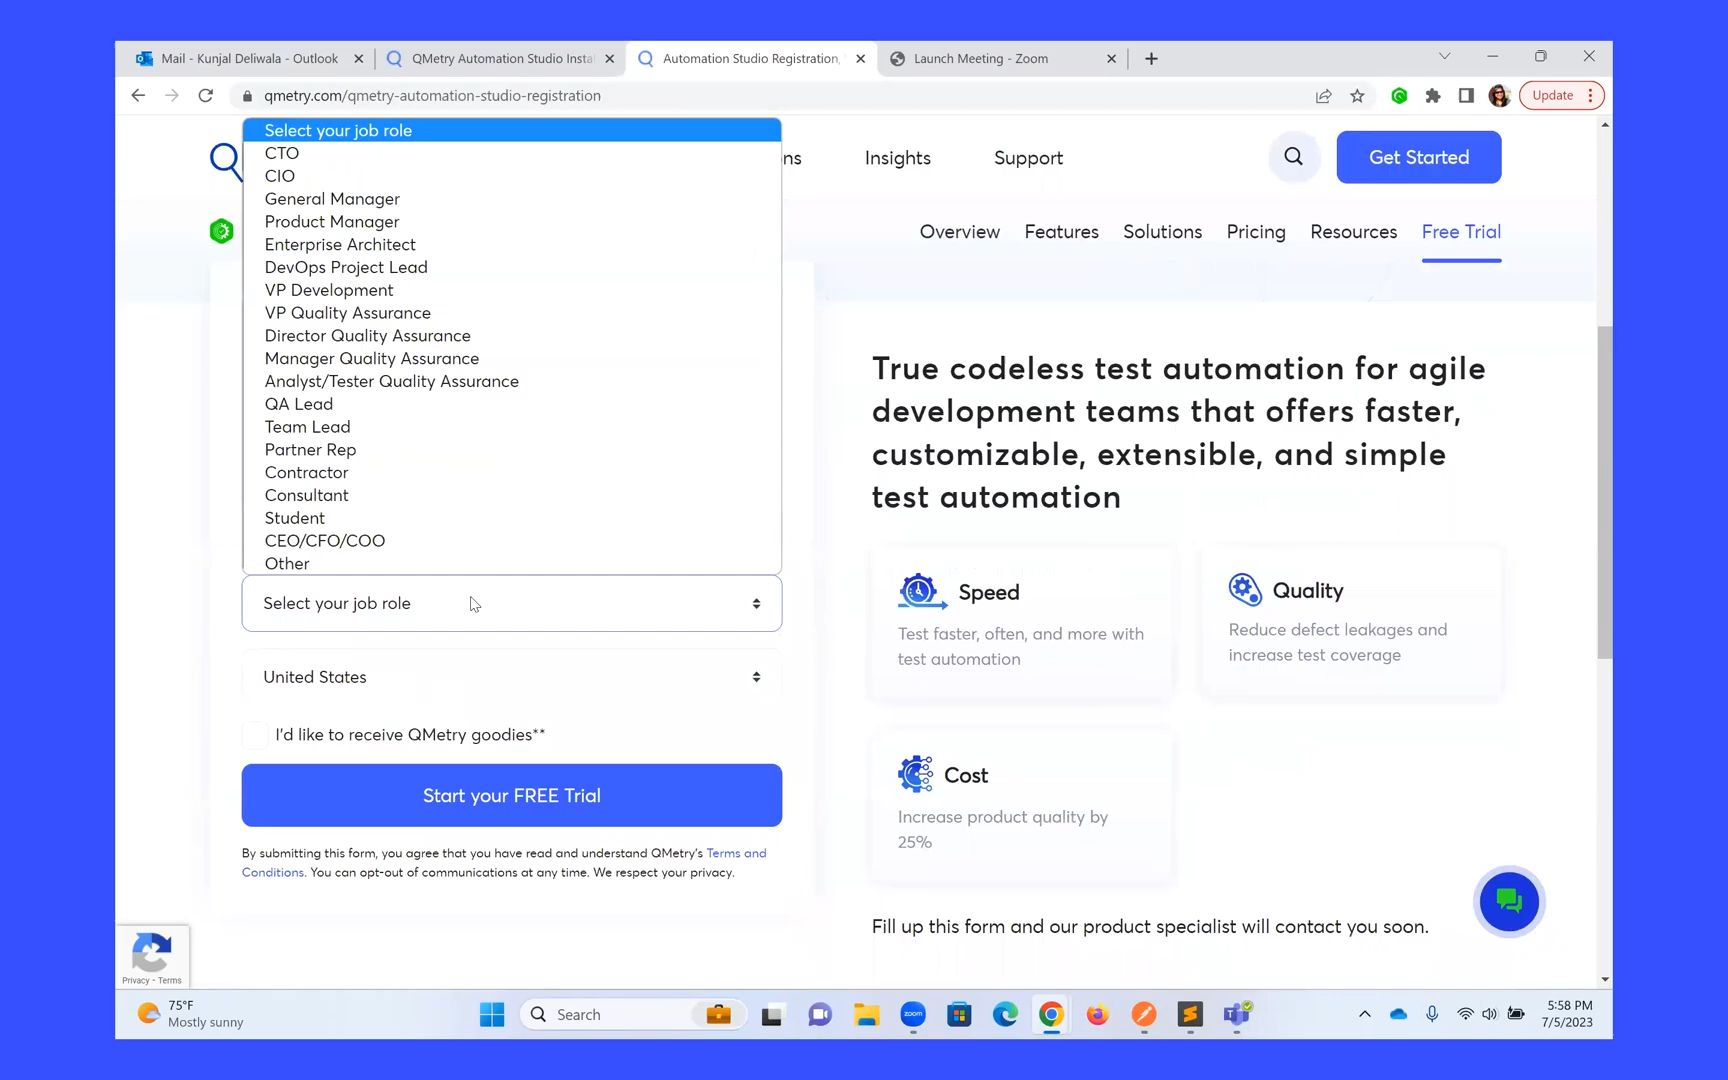 Mail - Kunjal Deliwala - Outlook
QMetry Automation Studio Insta
Automation Studio Registration,
Launch Meeting - Zoom
qmetry.com/qmetry-automation-studio-registration
Update
Select your job role
CTO
CIO
General Manager
Product Manager
Enterprise Architect
DevOps Project Lead
VP Development
VP Quality Assurance
Director Quality Assurance
Manager Quality Assurance
Analyst/Tester Quality Assurance
QA Lead
Team Lead
Partner Rep
Contractor
Consultant
Student
CEO/CFO/COO
Other
Select your job role
United States
I'd like to receive QMetry goodies**
Start your FREE Trial
By submitting this form, you agree that you have read and understand QMetry's Terms and
Conditions. You can opt-out of communications at any time. We respect your privacy.
ns
Insights
Support
Get Started
Overview
Features
Solutions
Pricing
Resources
Free Trial
True codeless test automation for agile
development teams that offers faster,
customizable, extensible, and simple
test automation
Speed
Test faster, often, and more with
test automation
Quality
Reduce defect leakages and
increase test coverage
Cost
Increase product quality by
25%
Fill up this form and our product specialist will contact you soon.
Privacy - Terms
75°F
Mostly sunny
Search
zoom
5:58 PM
7/5/2023